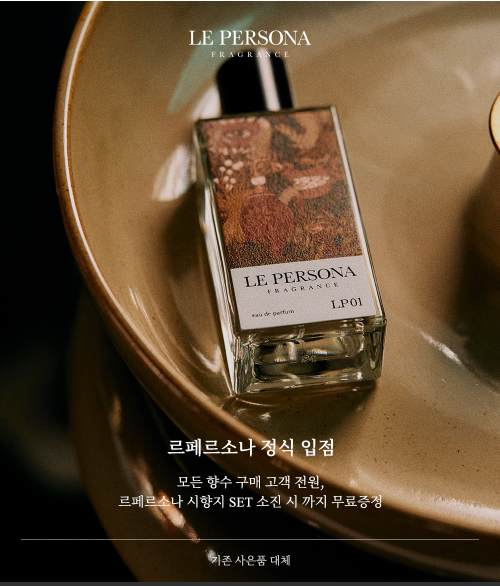 LE PERSONA
FRAGRANCE
LE PERSONA
FRAGRANCE
eau de parfum
LP01
르페르소나 정식 입점
모든 향수 구매 고객 전원,
르페르소나 시향지 SET 소진 시 까지 무료증정
기존 사은품 대체